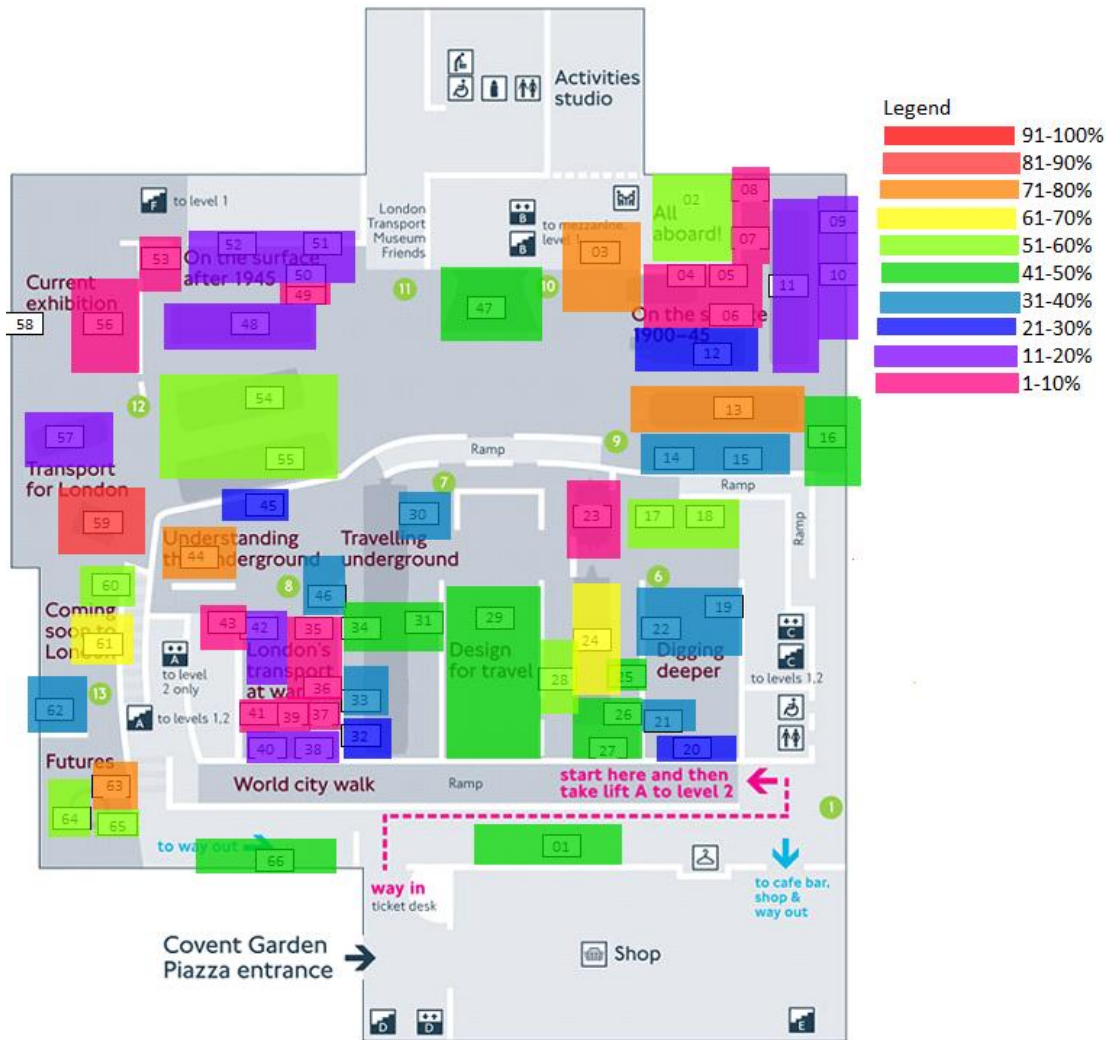 Activities
studio
Legend
91-100%
81-90%
71-80%
61-70%
51-60%
41-50%
31-40%
21-30%
11-20%
1-10%
F
to level 1
London
Transport
Museum
Friends
B
to mezzanine,
level 1
B
02
08
All
aboard!
07
09
52
51
53
On the surface
after 1945
50
49
03
04
05
11
10
Current
exhibition
58
56
48
11
10
47
06
On the surface
1900–45
12
12
54
55
13
16
57
Transport
for London
9
14
15
Ramp
Ramp
7
59
45
30
23
17
18
Ramp
Understanding
the underground
44
Travelling
underground
60
8
46
6
19
Coming
soon to
London
61
43
42
35
34
31
29
24
22
C
C
to levels 1,2
A
to level
2 only
London's
transport
at war
Design
for travel
28
25
Digging
deeper
36
33
62
13
A
to levels 1,2
41
39
37
26
21
40
38
32
27
20
Futures
63
64
65
World city walk
Ramp
start here and then
take lift A to level 2
1
to way out
66
01
way in
ticket desk
to cafe bar,
shop &
way out
Covent Garden
Piazza entrance
Shop
D
D
E